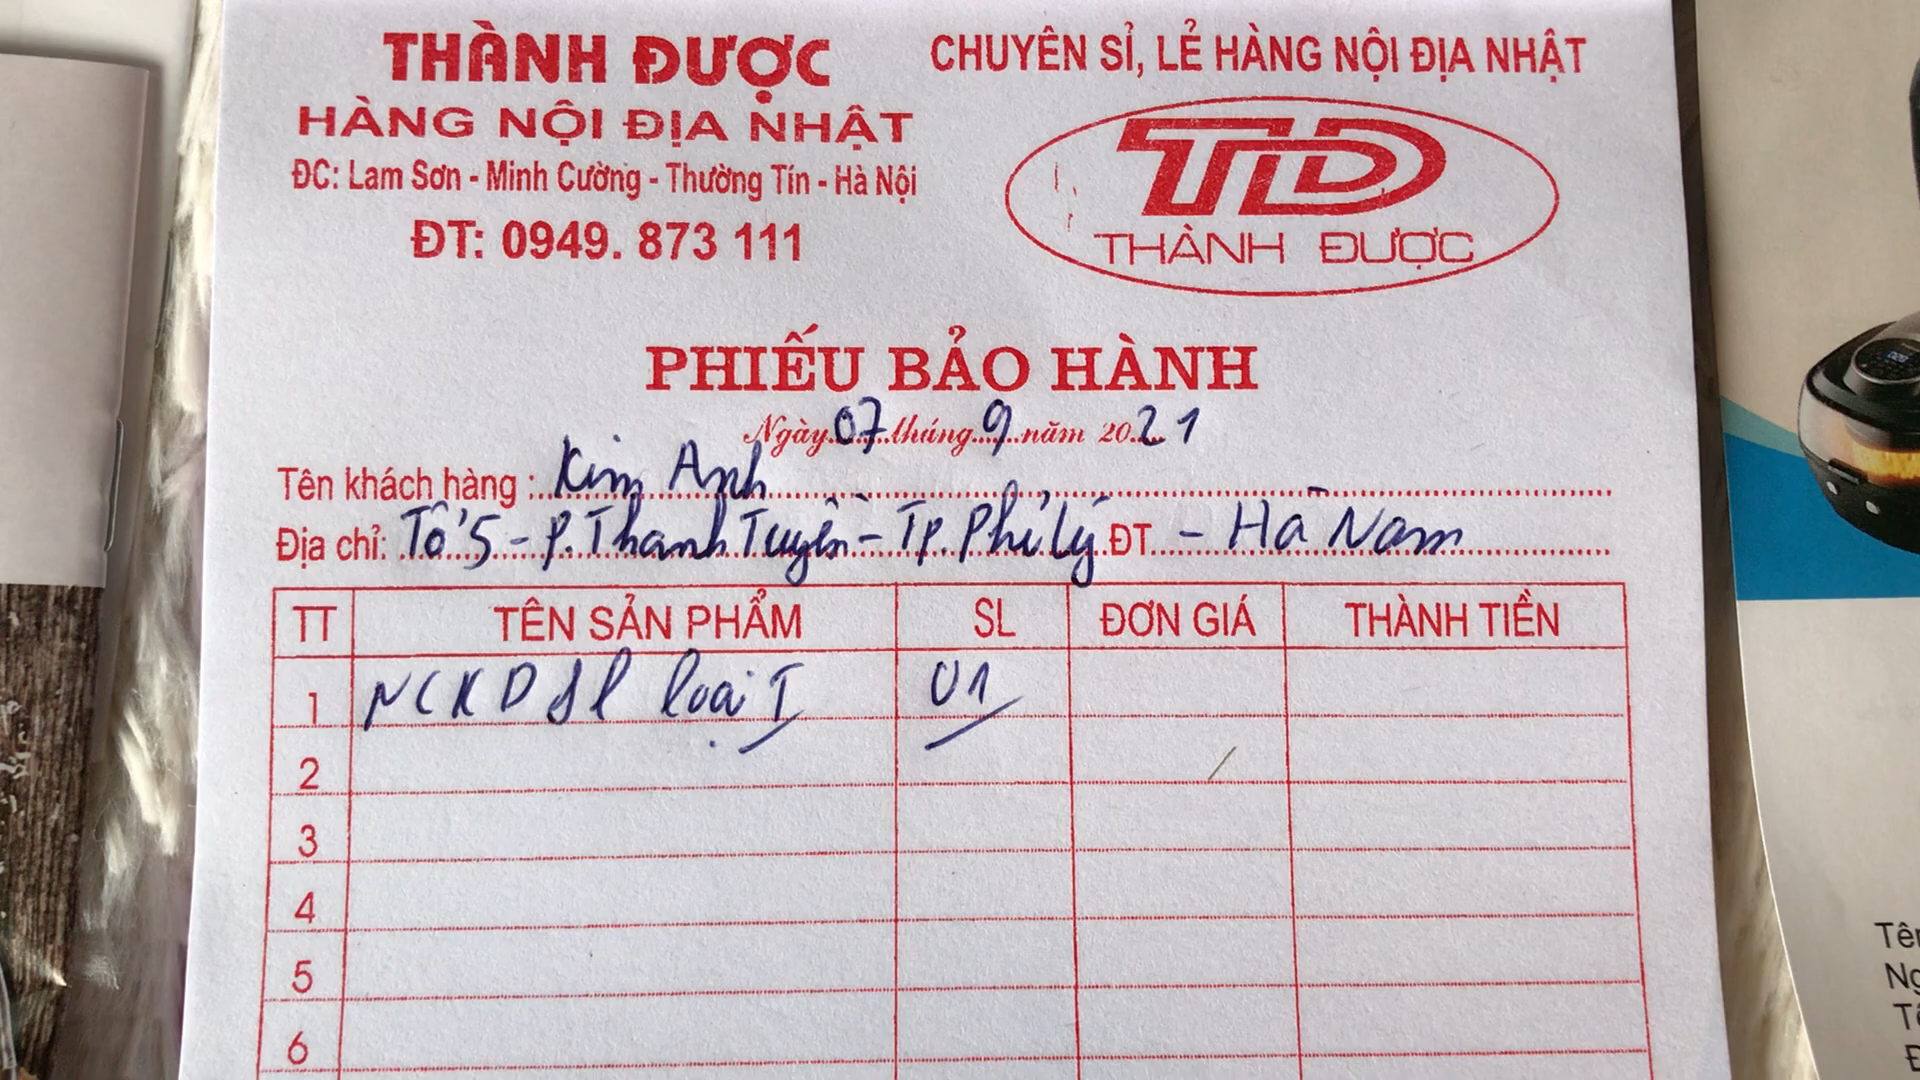 THÀNH ĐƯỢC
HÀNG NỘI ĐỊA NHẬT
ĐC: Lam Sơn - Minh Cường - Thường Tín - Hà Nội
ĐT: 0949. 873 111
CHUYÊN SỈ, LẺ HÀNG NỘI ĐỊA NHẬT
TD
THÀNH ĐƯỢC
PHIẾU BẢO HÀNH
Ngày 07 tháng 9 năm 2021
Tên khách hàng : Kim Anh
Địa chỉ: Tổ 5 - P. Thanh Tuyền - Tp. Phủ Lý ĐT - Hà Nam
TT TÊN SẢN PHẨM SL ĐƠN GIÁ THÀNH TIỀN
1 NCKD loại I 01
2
3
4
5
6